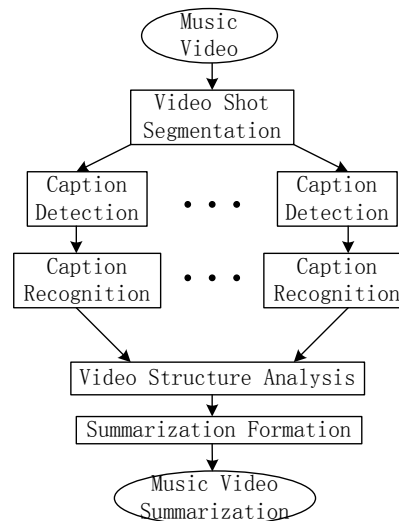 Music
Video
Video Shot
Segmentation
Caption
Detection
Caption
Detection
Caption
Recognition
Caption
Recognition
Video Structure Analysis
Summarization Formation
Music Video
Summarization